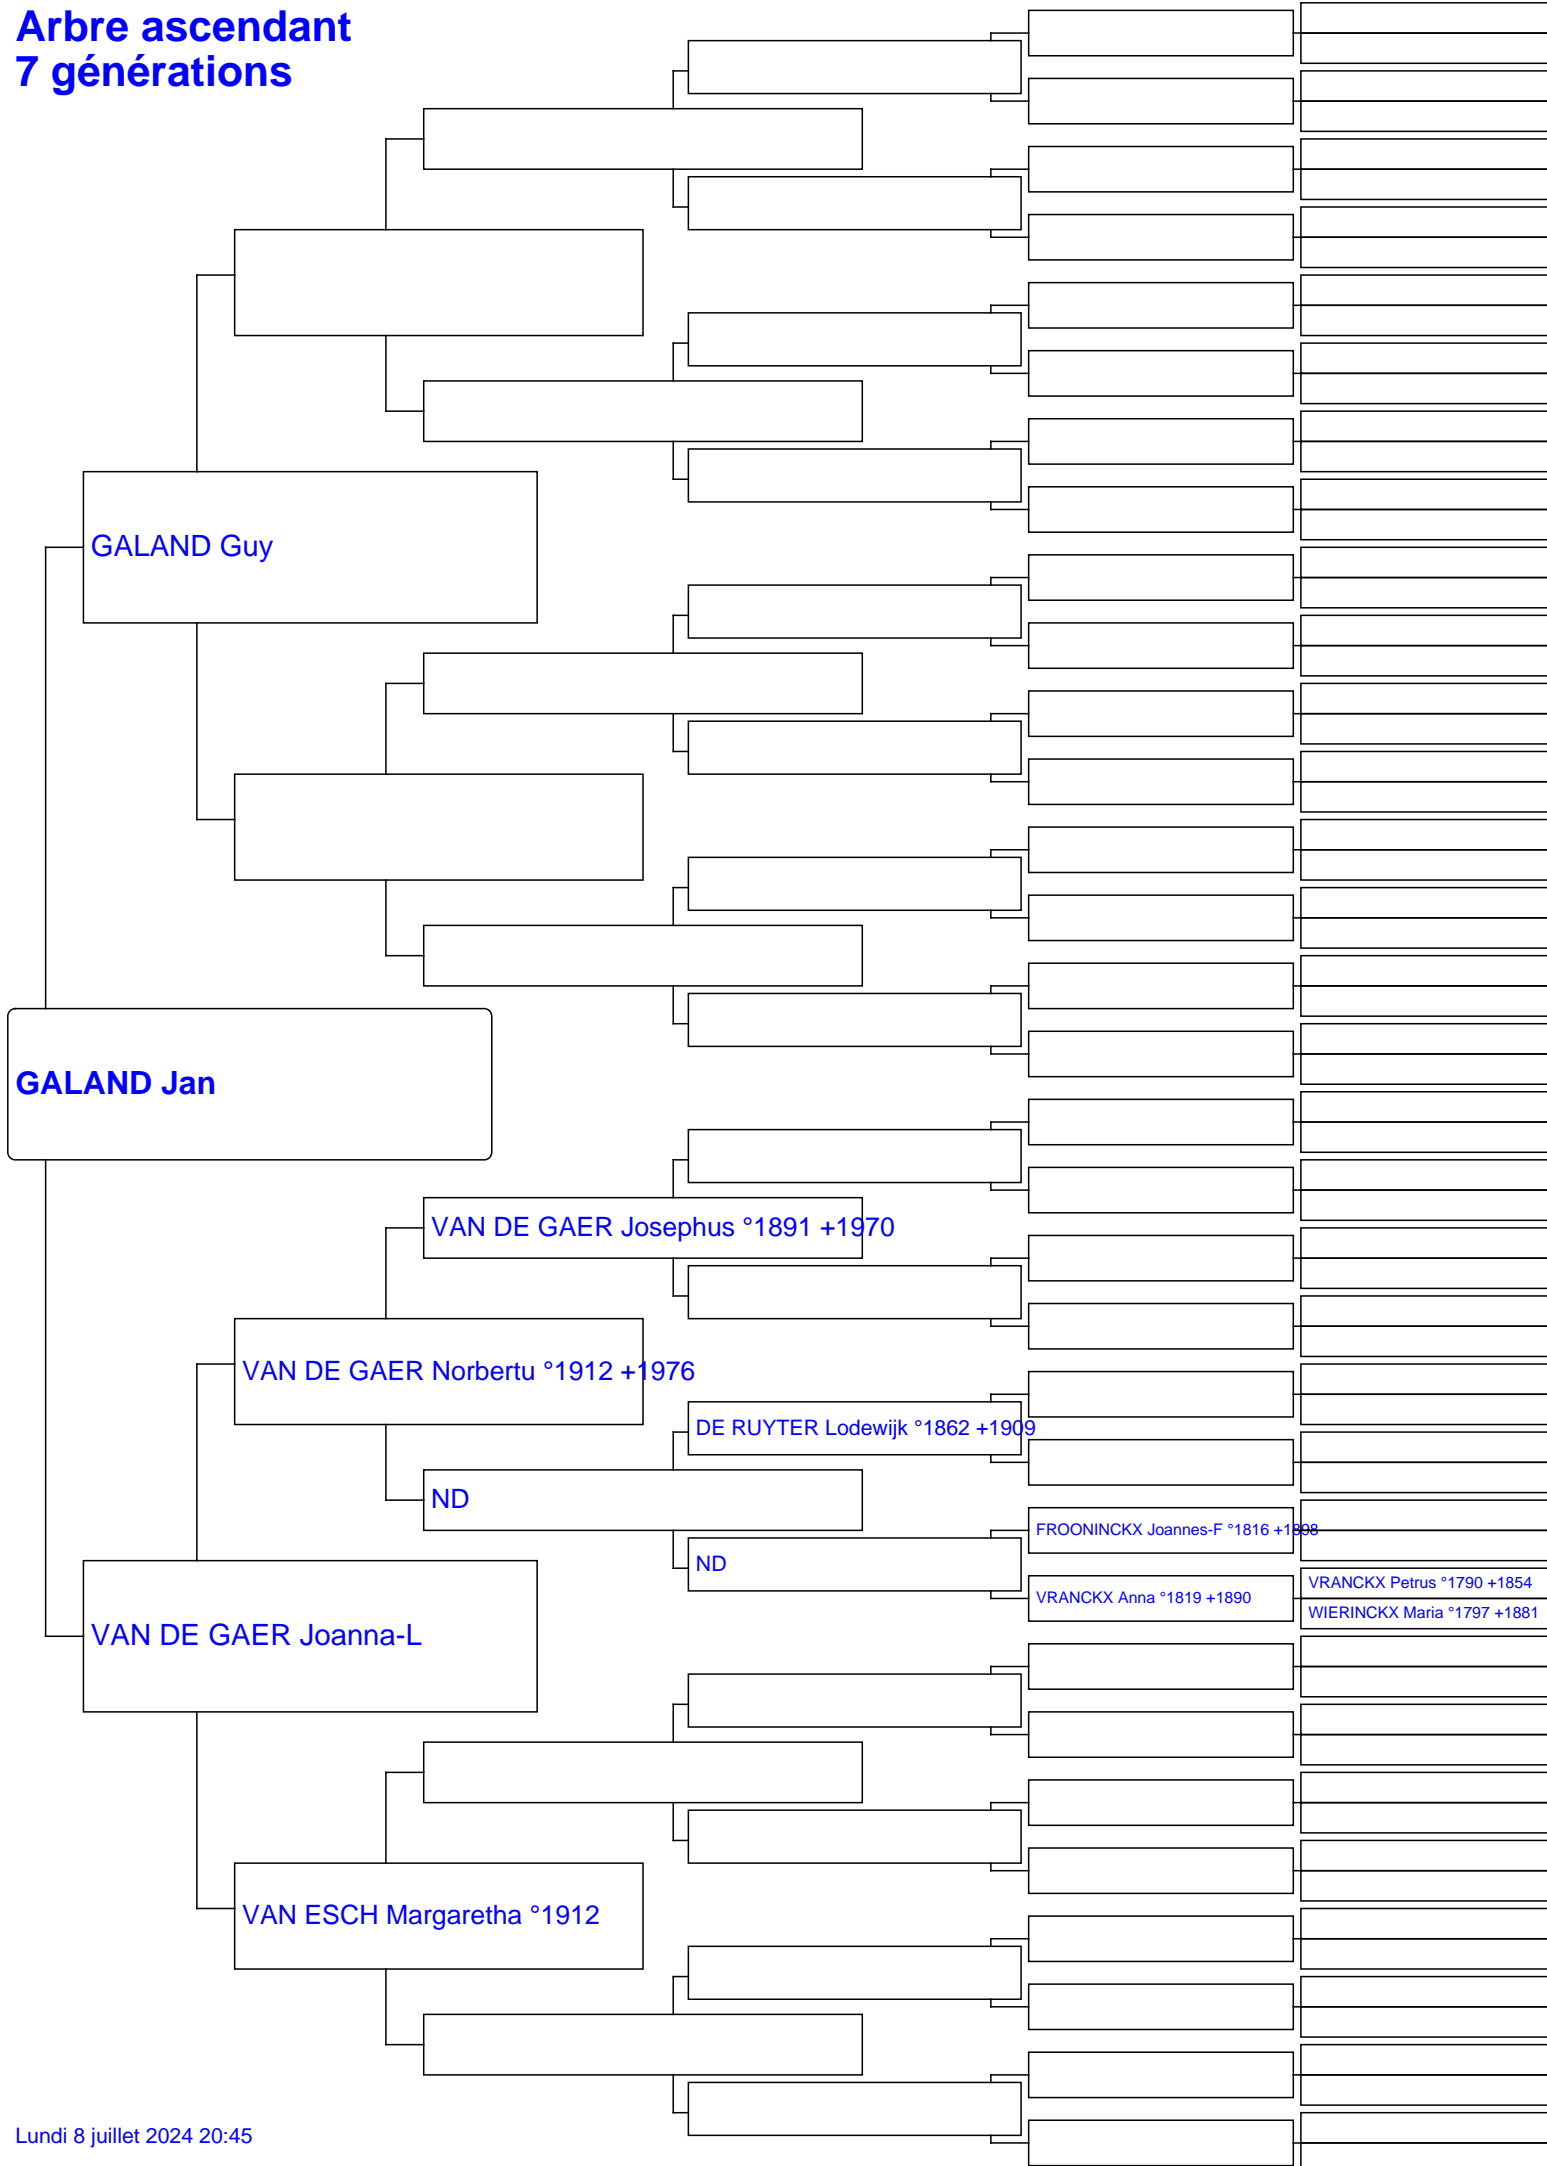 Arbre ascendant
7 générations
GALAND Guy
GALAND Jan
VAN DE GAER Josephus °1891 +1970
VAN DE GAER Norbertu °1912 +1976
DE RUYTER Lodewijk °1862 +1909
ND
FROONINCKX Joannes-F °1816 +1898
ND
VRANCKX Petrus °1790 +1854
VRANCKX Anna °1819 +1890
WIERINCKX Maria °1797 +1881
VAN DE GAER Joanna-L
VAN ESCH Margaretha °1912
Lundi 8 juillet 2024 20:45